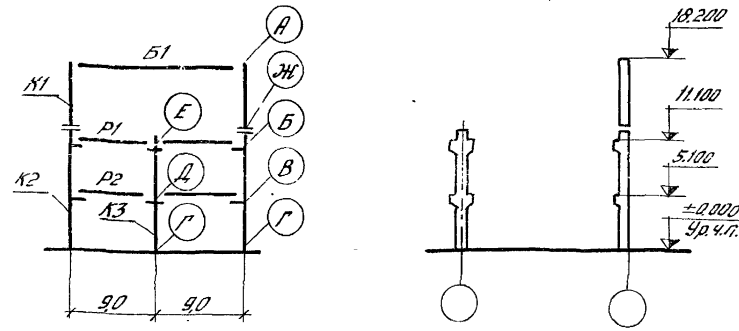 А
Б1
18.200
К1
Ж
Е
11.100
Р1
Б
5.100
Р2
Д
В
К2
К3
Г
Г
±0.000
Ур.ч.п.
9,0
9,0